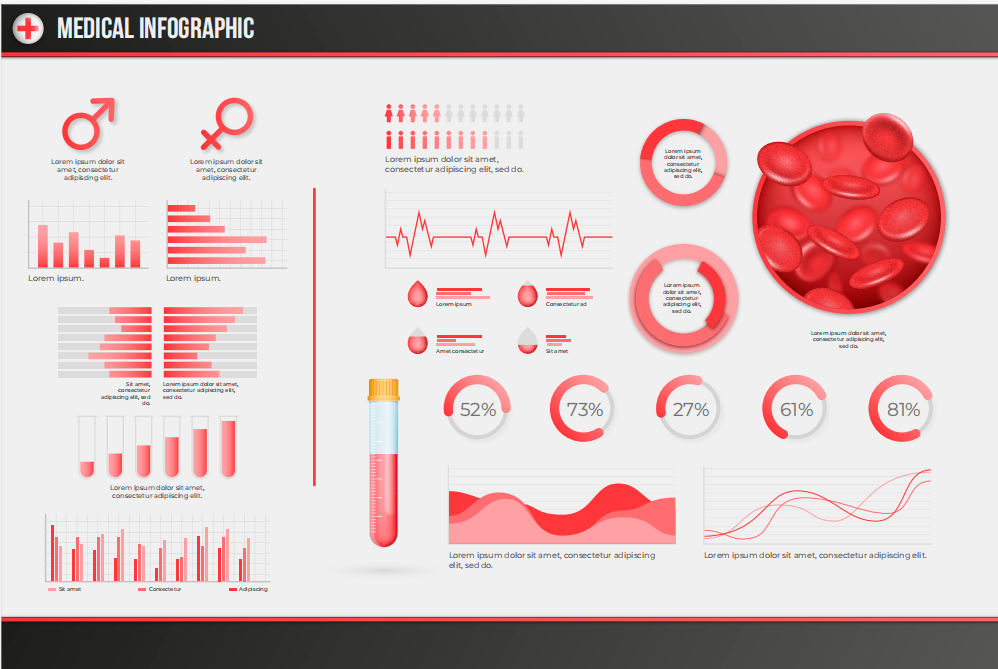 MEDICAL INFOGRAPHIC
Lorem ipsum dolor sit
amet, consectetur
adipiscing elit.
Lorem ipsum dolor sit
amet, consectetur
adipiscing elit.
Lorem ipsum.
Lorem ipsum.
Sit amet,
consectetur
adipiscing elit, sed
do.
Lorem ipsum dolor sit amet,
consectetur adipiscing elit,
sed do.
Lorem ipsum dolor sit amet,
consectetur adipiscing elit.
Sit amet
Consectetur
Adipiscing
Lorem ipsum dolor sit amet,
consectetur adipiscing elit, sed do.
Lorem ipsum
Consectetur ad
Amet consectetur
Sit amet
Lorem ipsum
dolor sit amet,
consectetur
adipiscing elit,
sed do.
Lorem ipsum
dolor sit amet,
consectetur
adipiscing elit,
sed do.
Lorem ipsum dolor sit amet,
consectetur adipiscing elit, sed
do.
52%
73%
27%
61%
81%
Lorem ipsum dolor sit amet, consectetur adipiscing
elit, sed do.
Lorem ipsum dolor sit amet, consectetur adipiscing elit.